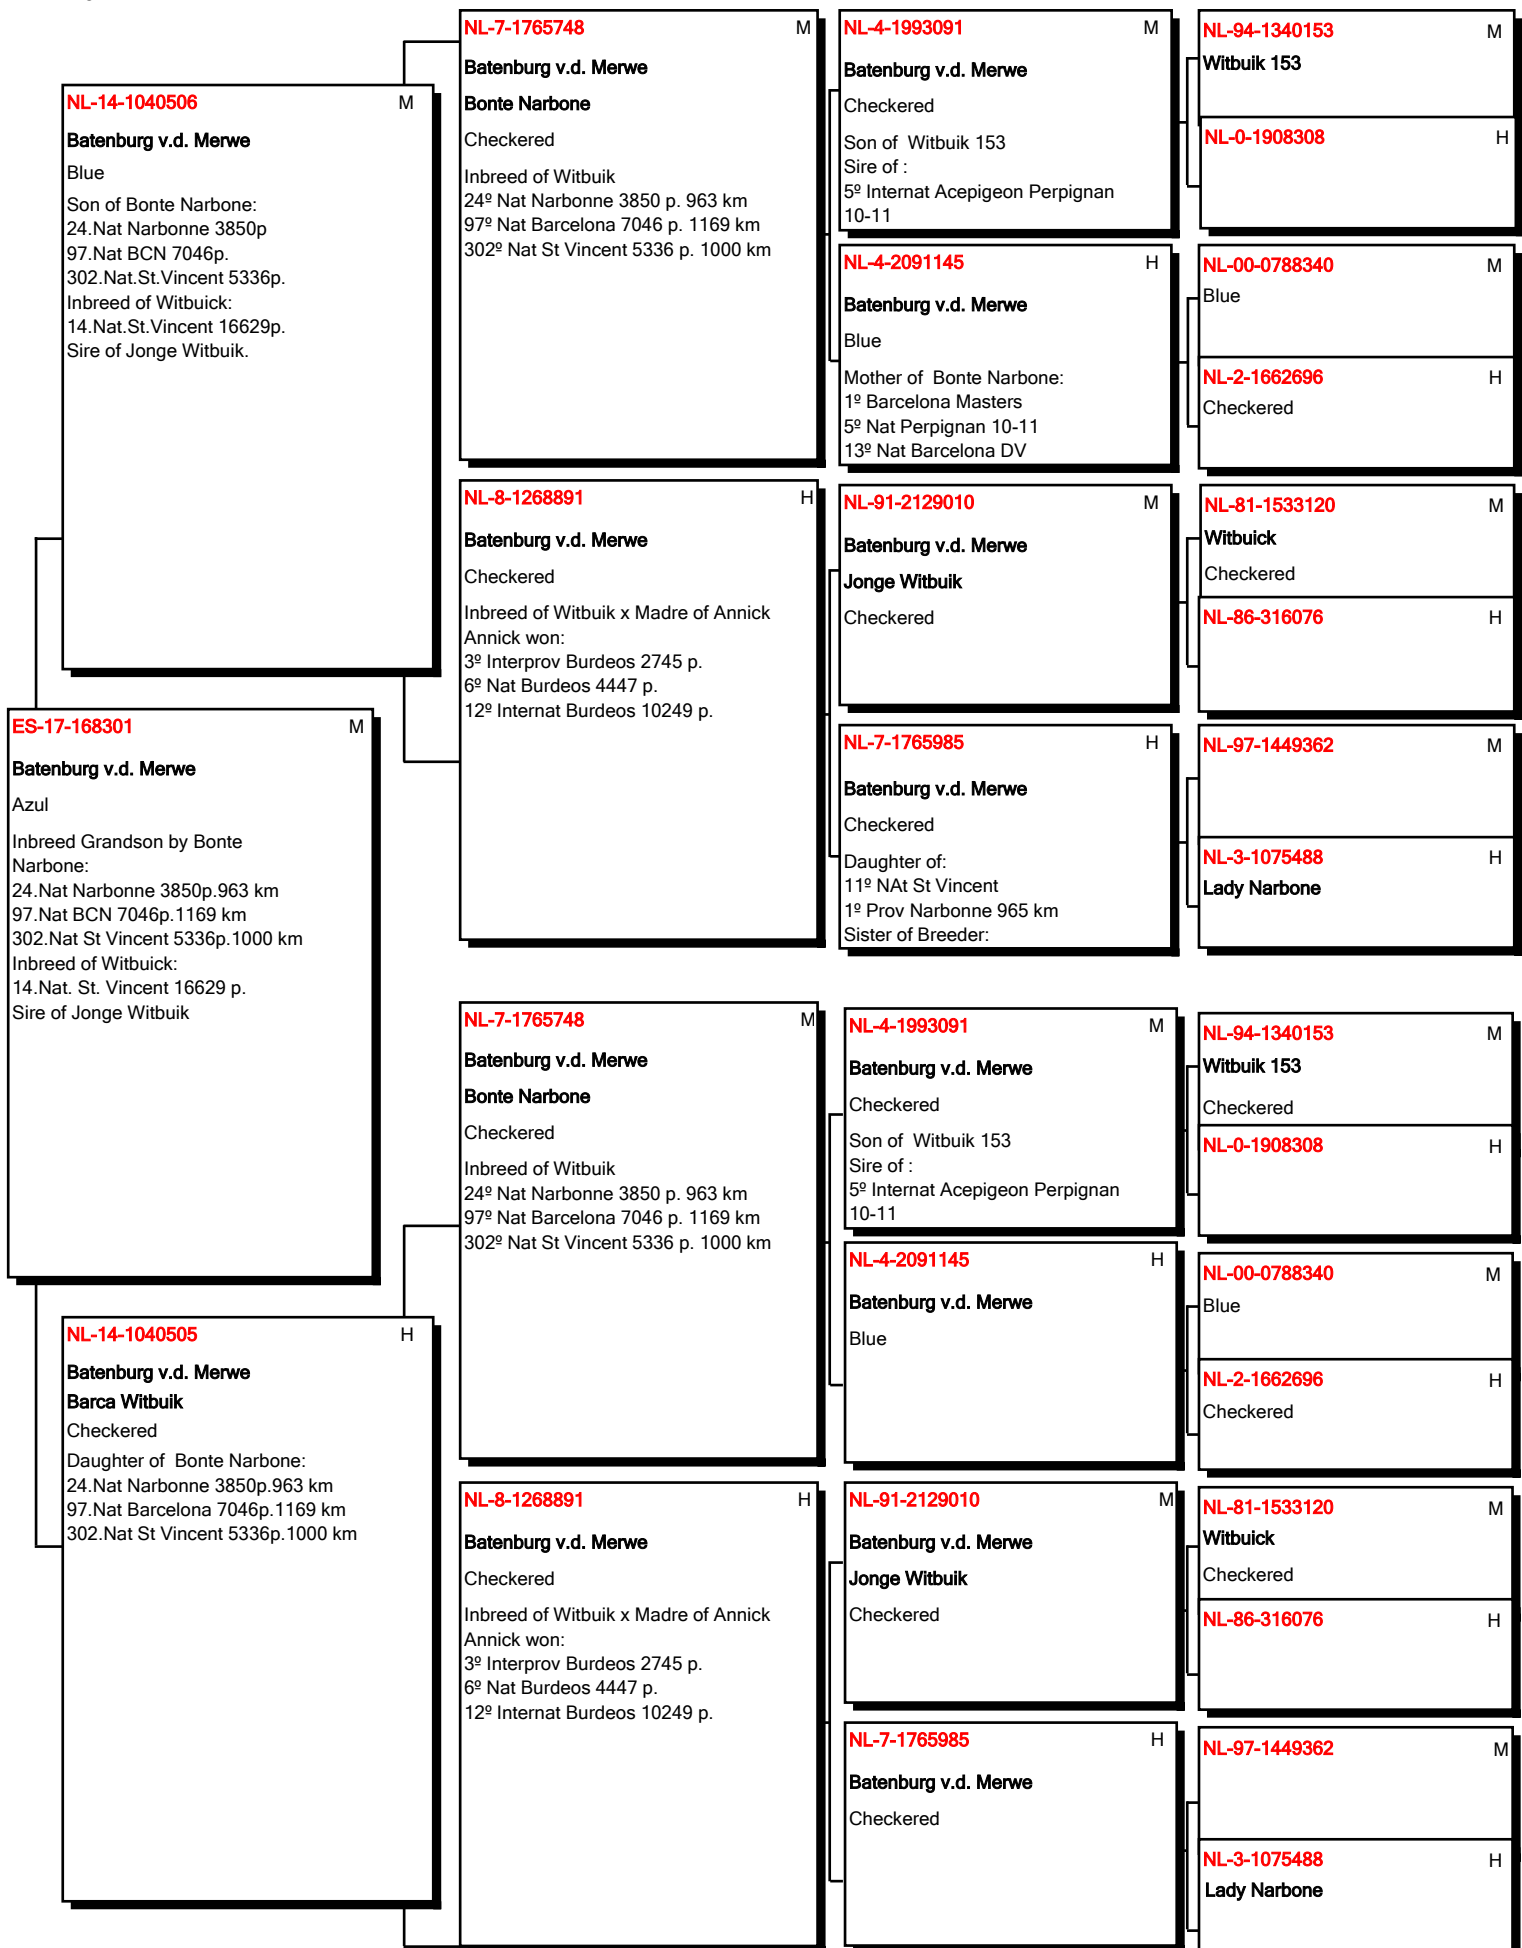 NL-7-1765748 M
Batenburg v.d. Merwe
Bonte Narbone
Checkered
Inbreed of Witbuik
24º Nat Narbonne 3850 p. 963 km
97º Nat Barcelona 7046 p. 1169 km
302º Nat St Vincent 5336 p. 1000 km
NL-4-1993091 M
Batenburg v.d. Merwe
Checkered
Son of Witbuik 153
Sire of :
5º Internat Acepigeon Perpignan
10-11
NL-94-1340153 M
Witbuik 153
NL-0-1908308 H
NL-14-1040506 M
Batenburg v.d. Merwe
Blue
Son of Bonte Narbone:
24.Nat Narbonne 3850p
97.Nat BCN 7046p.
302.Nat.St.Vincent 5336p.
Inbreed of Witbuick:
14.Nat.St.Vincent 16629p.
Sire of Jonge Witbuik.
NL-4-2091145 H
Batenburg v.d. Merwe
Blue
Mother of Bonte Narbone:
1º Barcelona Masters
5º Nat Perpignan 10-11
13º Nat Barcelona DV
NL-00-0788340 M
Blue
NL-2-1662696 H
Checkered
NL-8-1268891 H
Batenburg v.d. Merwe
Checkered
Inbreed of Witbuik x Madre of Annick
Annick won:
3º Interprov Burdeos 2745 p.
6º Nat Burdeos 4447 p.
12º Internat Burdeos 10249 p.
NL-91-2129010 M
Batenburg v.d. Merwe
Jonge Witbuik
Checkered
NL-81-1533120 M
Witbuick
Checkered
NL-86-316076 H
NL-7-1765985 H
Batenburg v.d. Merwe
Checkered
Daughter of:
11º NAt St Vincent
1º Prov Narbonne 965 km
Sister of Breeder:
NL-97-1449362 M
NL-3-1075488 H
Lady Narbone
ES-17-168301 M
Batenburg v.d. Merwe
Azul
Inbreed Grandson by Bonte
Narbone:
24.Nat Narbonne 3850p.963 km
97.Nat BCN 7046p.1169 km
302.Nat St Vincent 5336p.1000 km
Inbreed of Witbuick:
14.Nat. St. Vincent 16629 p.
Sire of Jonge Witbuik
NL-7-1765748 M
Batenburg v.d. Merwe
Bonte Narbone
Checkered
Inbreed of Witbuik
24º Nat Narbonne 3850 p. 963 km
97º Nat Barcelona 7046 p. 1169 km
302º Nat St Vincent 5336 p. 1000 km
NL-4-1993091 M
Batenburg v.d. Merwe
Checkered
Son of Witbuik 153
Sire of :
5º Internat Acepigeon Perpignan
10-11
NL-94-1340153 M
Witbuik 153
Checkered
NL-0-1908308 H
NL-4-2091145 H
Batenburg v.d. Merwe
Blue
NL-00-0788340 M
Blue
NL-2-1662696 H
Checkered
NL-14-1040505 H
Batenburg v.d. Merwe
Barca Witbuik
Checkered
Daughter of Bonte Narbone:
24.Nat Narbonne 3850p.963 km
97.Nat Barcelona 7046p.1169 km
302.Nat St Vincent 5336p.1000 km
NL-8-1268891 H
Batenburg v.d. Merwe
Checkered
Inbreed of Witbuik x Madre of Annick
Annick won:
3º Interprov Burdeos 2745 p.
6º Nat Burdeos 4447 p.
12º Internat Burdeos 10249 p.
NL-91-2129010 M
Batenburg v.d. Merwe
Jonge Witbuik
Checkered
NL-81-1533120 M
Witbuick
Checkered
NL-86-316076 H
NL-7-1765985 H
Batenburg v.d. Merwe
Checkered
NL-97-1449362 M
NL-3-1075488 H
Lady Narbone